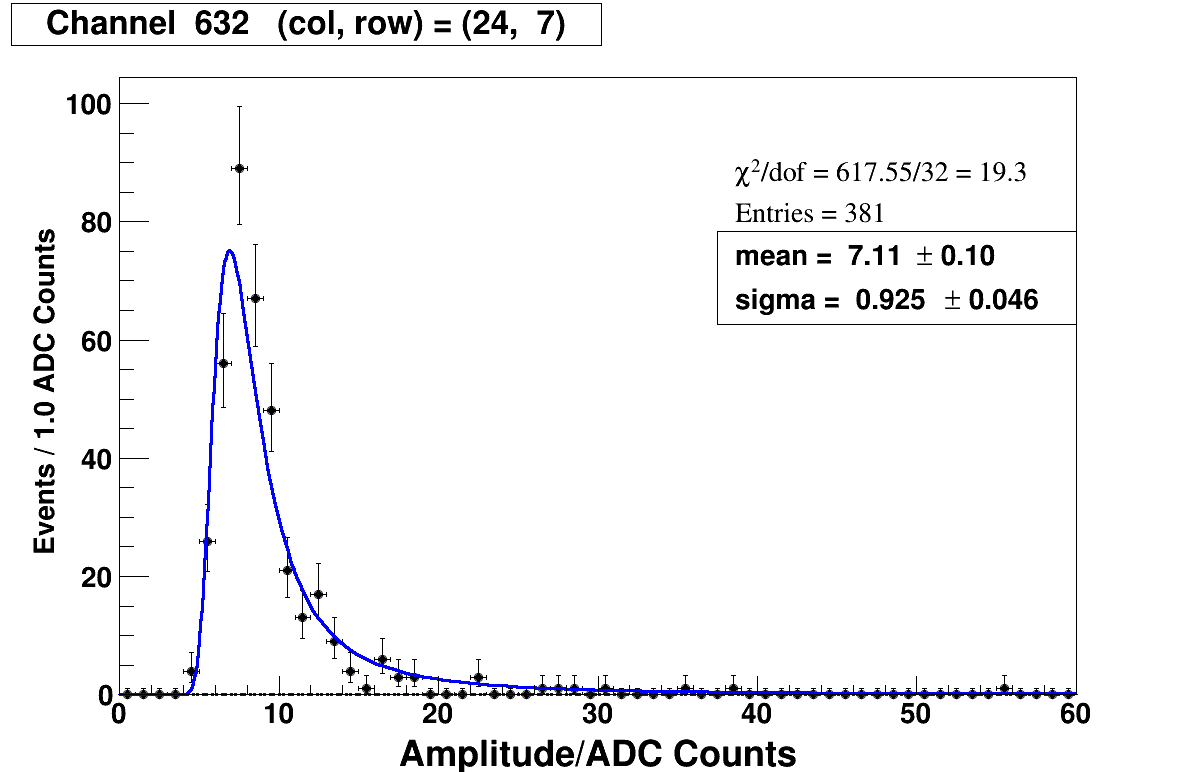 Channel 632 (col, row) = (24, 7)
100
80
60
40
20
0
Events / 1.0 ADC Counts
χ²/dof = 617.55/32 = 19.3
Entries = 381
mean = 7.11 ± 0.10
sigma = 0.925 ± 0.046
0 10 20 30 40 50 60
Amplitude/ADC Counts